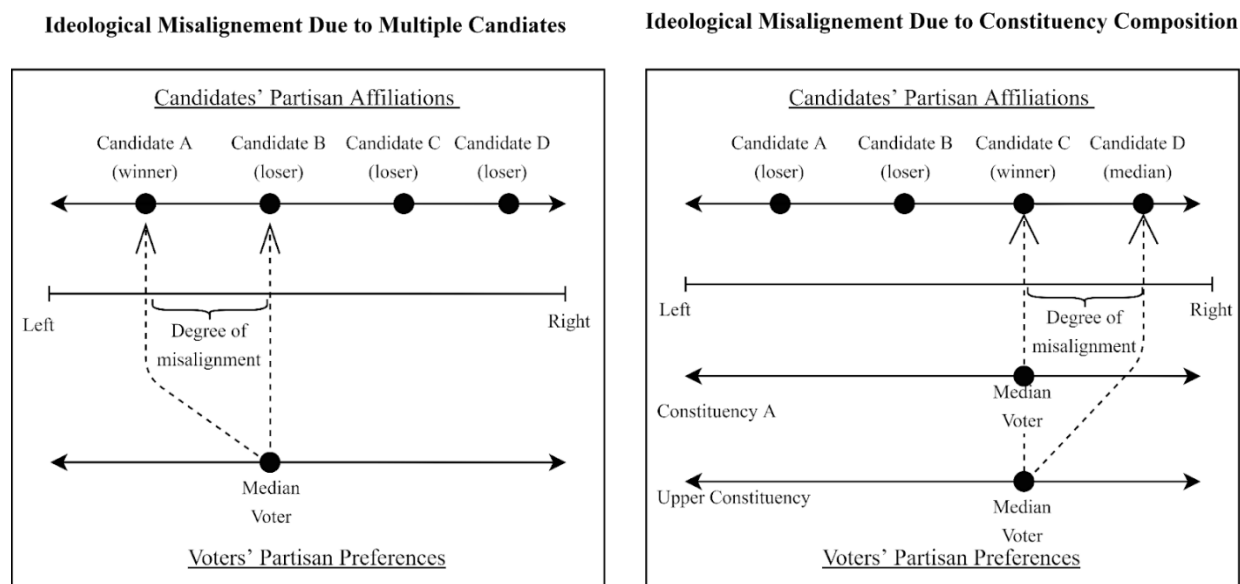 Ideological Misalignement Due to Multiple Candiates
Candidates' Partisan Affiliations
Candidate A
(winner)
Candidate B
(loser)
Candidate C
(loser)
Candidate D
(loser)
Left
Right
Degree of
misalignment
Median
Voter
Voters' Partisan Preferences
Ideological Misalignement Due to Constituency Composition
Candidates' Partisan Affiliations
Candidate A
(loser)
Candidate B
(loser)
Candidate C
(winner)
Candidate D
(median)
Left
Right
Degree of
misalignment
Constituency A
Median
Voter
Upper Constituency
Median
Voter
Voters' Partisan Preferences